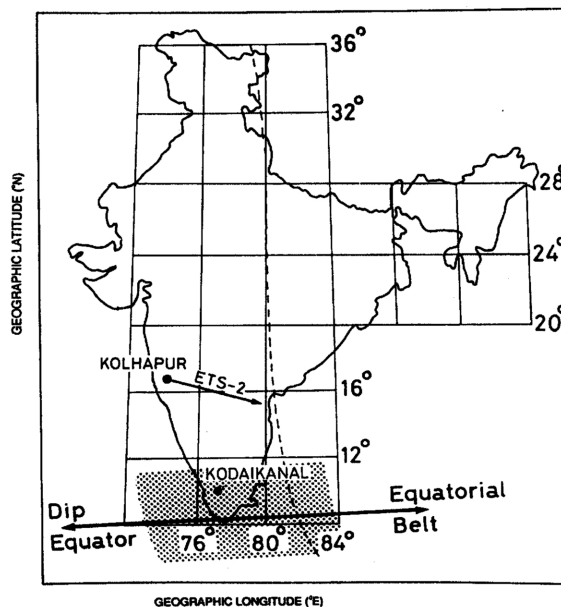 36°
32°
28°
24°
20°
KOLHAPUR
ETS-2
16°
12°
KODAIKANAL
Dip
Equatorial
Equator
76°
80°
84°
Belt
GEOGRAPHIC LATITUDE (°N)
GEOGRAPHIC LONGITUDE (°E)